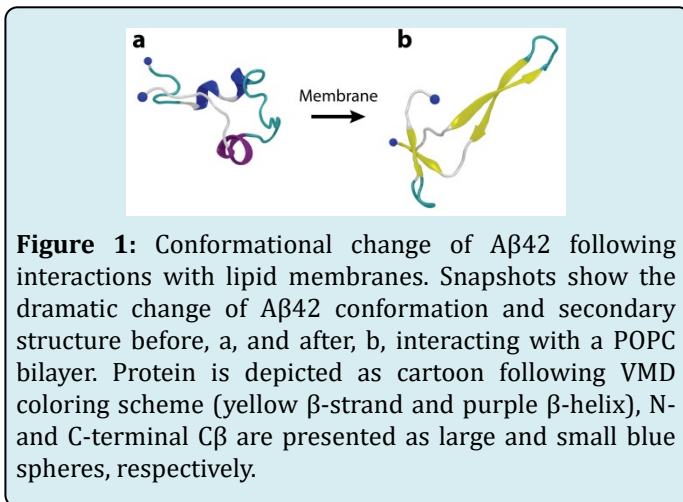 a
b
Membrane
Figure 1: Conformational change of Aβ42 following
interactions with lipid membranes. Snapshots show the
dramatic change of Aβ42 conformation and secondary
structure before, a, and after, b, interacting with a POPC
bilayer. Protein is depicted as cartoon following VMD
coloring scheme (yellow β-strand and purple β-helix), N-
and C-terminal Cβ are presented as large and small blue
spheres, respectively.